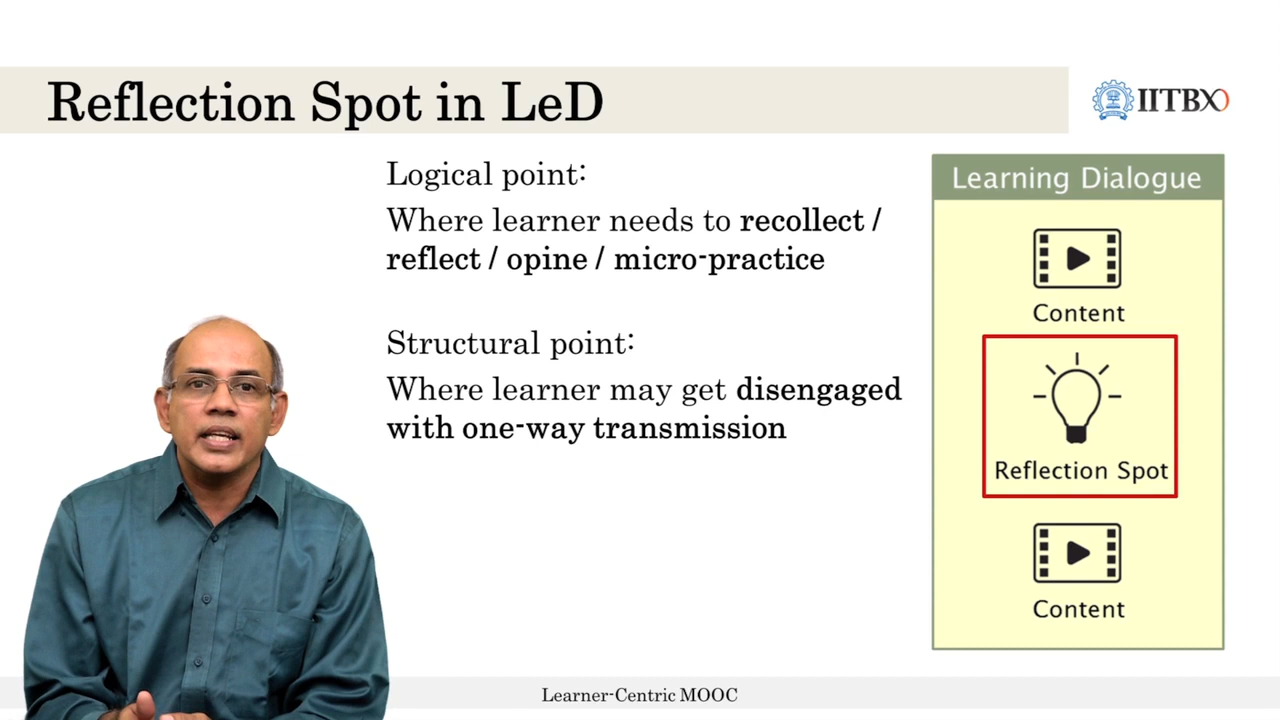 Reflection Spot in LeD
IITBX
Logical point:
Where learner needs to recollect /
reflect / opine / micro-practice
Structural point:
Where learner may get disengaged
with one-way transmission
Learning Dialogue
Content
Reflection Spot
Content
Learner-Centric MOOC